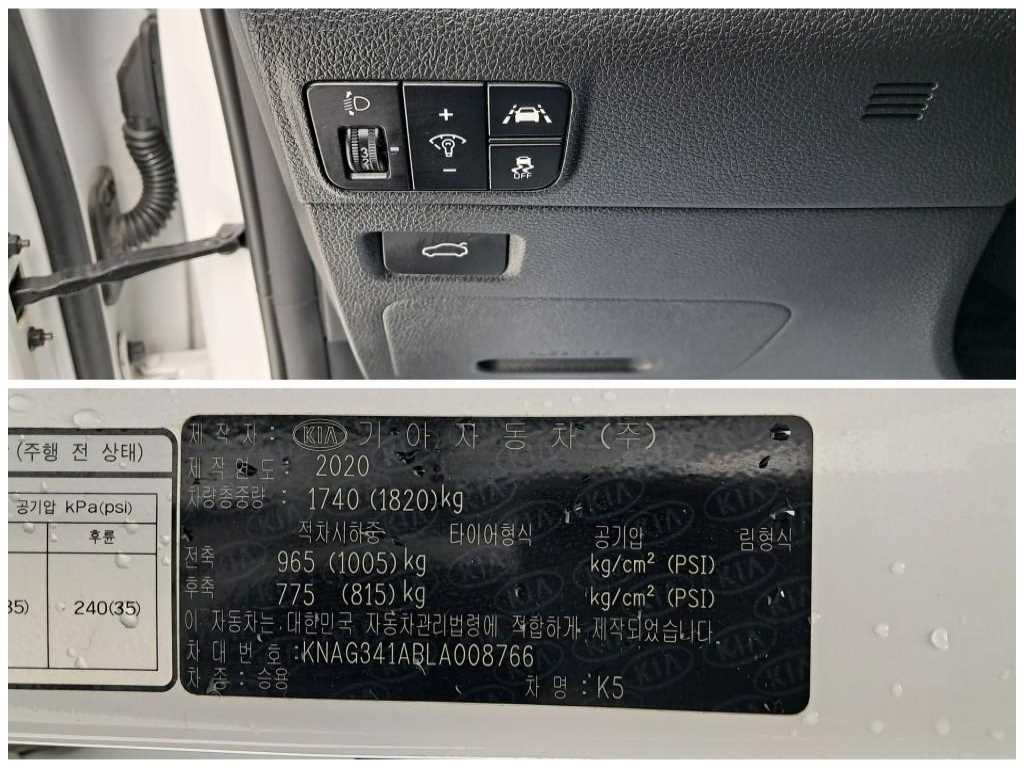 3
2
+
-
OFF
(주행 전 상태)
공기압 kPa(psi)
후륜
35)
240(35)
제 작 자 : KIA 기 아 자 동 차 (주)
제 작 연 도 : 2020
차량총중량 : 1740 (1820)kg
적차시하중 타이어형식 공기압 림형식
전축 965 (1005) kg kg/cm² (PSI)
후축 775 (815) kg kg/cm² (PSI)
이 자동차는 대한민국 자동차관리법령에 적합하게 제작되었습니다.
차 대 번 호 :KNAG341ABLA008766
차 종 : 승용 차 명 : K5